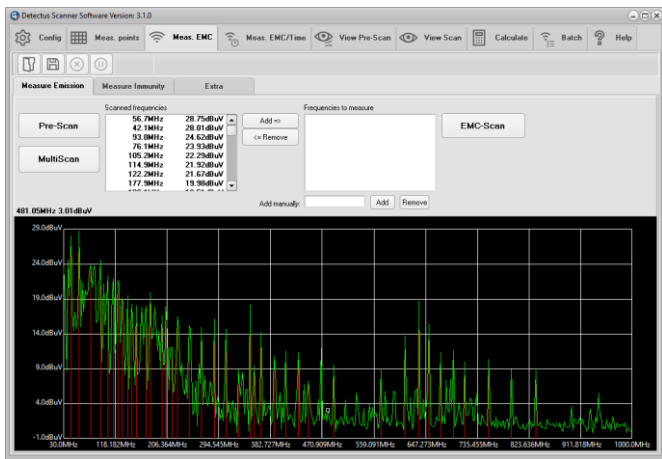 Detectus Scanner Software Version: 3.1.0
Config Meas. points Meas. EMC Meas. EMC/Time View Pre-Scan View Scan Calculate Batch Help
Measure Emission Measure Immunity Extra
Scanned frequencies Frequencies to measure
Pre-Scan
MultiScan
56.7MHz 28.75dBuV
42.1MHz 28.01dBuV
93.0MHz 24.62dBuV
76.1MHz 23.93dBuV
105.2MHz 22.29dBuV
114.9MHz 21.92dBuV
122.2MHz 21.67dBuV
177.9MHz 19.98dBuV
Add =>
<= Remove
EMC-Scan
Add manually: Add Remove
481.05MHz 3.01dBuV
29.0dBuV
24.0dBuV
19.0dBuV
14.0dBuV
9.0dBuV
4.0dBuV
-1.0dBuV
30.0MHz 118.182MHz 206.364MHz 294.545MHz 382.727MHz 470.909MHz 559.091MHz 647.273MHz 735.455MHz 823.636MHz 911.818MHz 1000.0MHz